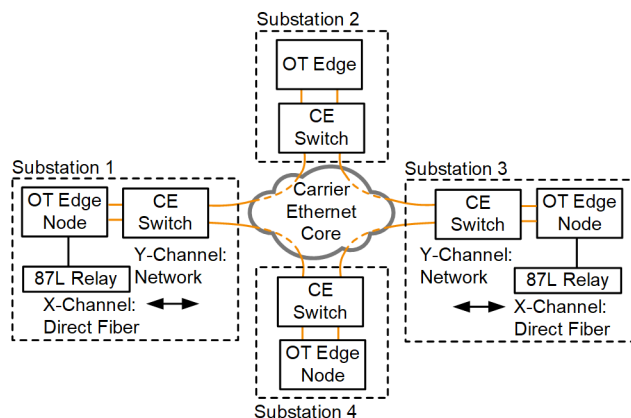 Substation 2
OT Edge
CE
Switch
Substation 1
OT Edge
Node
CE
Switch
Y-Channel:
Network
87L Relay
X-Channel:
Direct Fiber
Carrier
Ethernet
Core
Substation 3
CE
Switch
OT Edge
Node
Y-Channel:
Network
87L Relay
X-Channel:
Direct Fiber
CE
Switch
OT Edge
Node
Substation 4